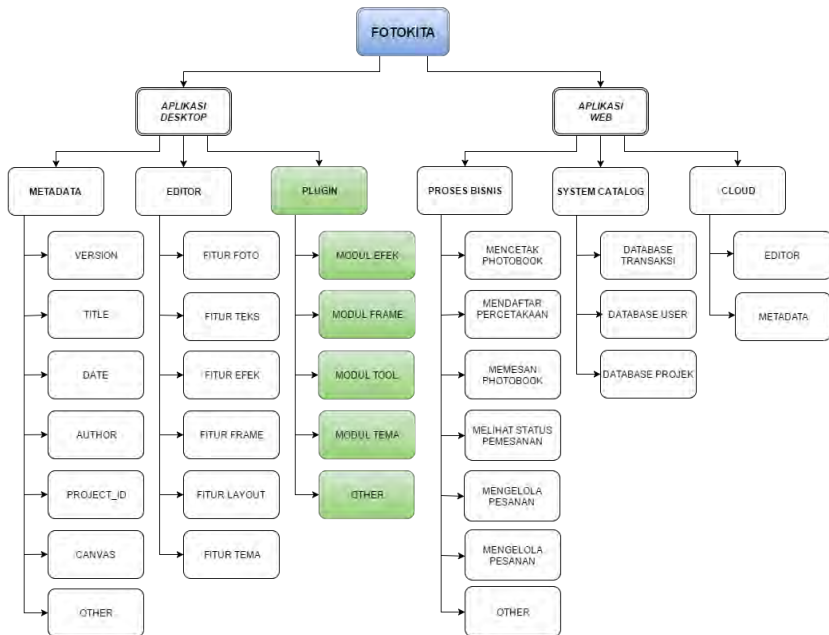 FOTOKITA
APLIKASI
DESKTOP
APLIKASI
WEB
METADATA
EDITOR
PLUGIN
PROSES BISNIS
SYSTEM CATALOG
CLOUD
VERSION
TITLE
DATE
AUTHOR
PROJECT_ID
CANVAS
OTHER
FITUR FOTO
FITUR TEKS
FITUR EFEK
FITUR FRAME
FITUR LAYOUT
FITUR TEMA
MODUL EFEK
MODUL FRAME
MODUL TOOL
MODUL TEMA
OTHER
MENCETAK
PHOTOBOOK
MENDAFTAR
PERCETAKAAN
MEMESAN
PHOTOBOOK
MELIHAT STATUS
PEMESANAN
MENGELOLA
PESANAN
MENGELOLA
PESANAN
OTHER
DATABASE
TRANSAKSI
DATABASE USER
DATABASE PROJEK
EDITOR
METADATA